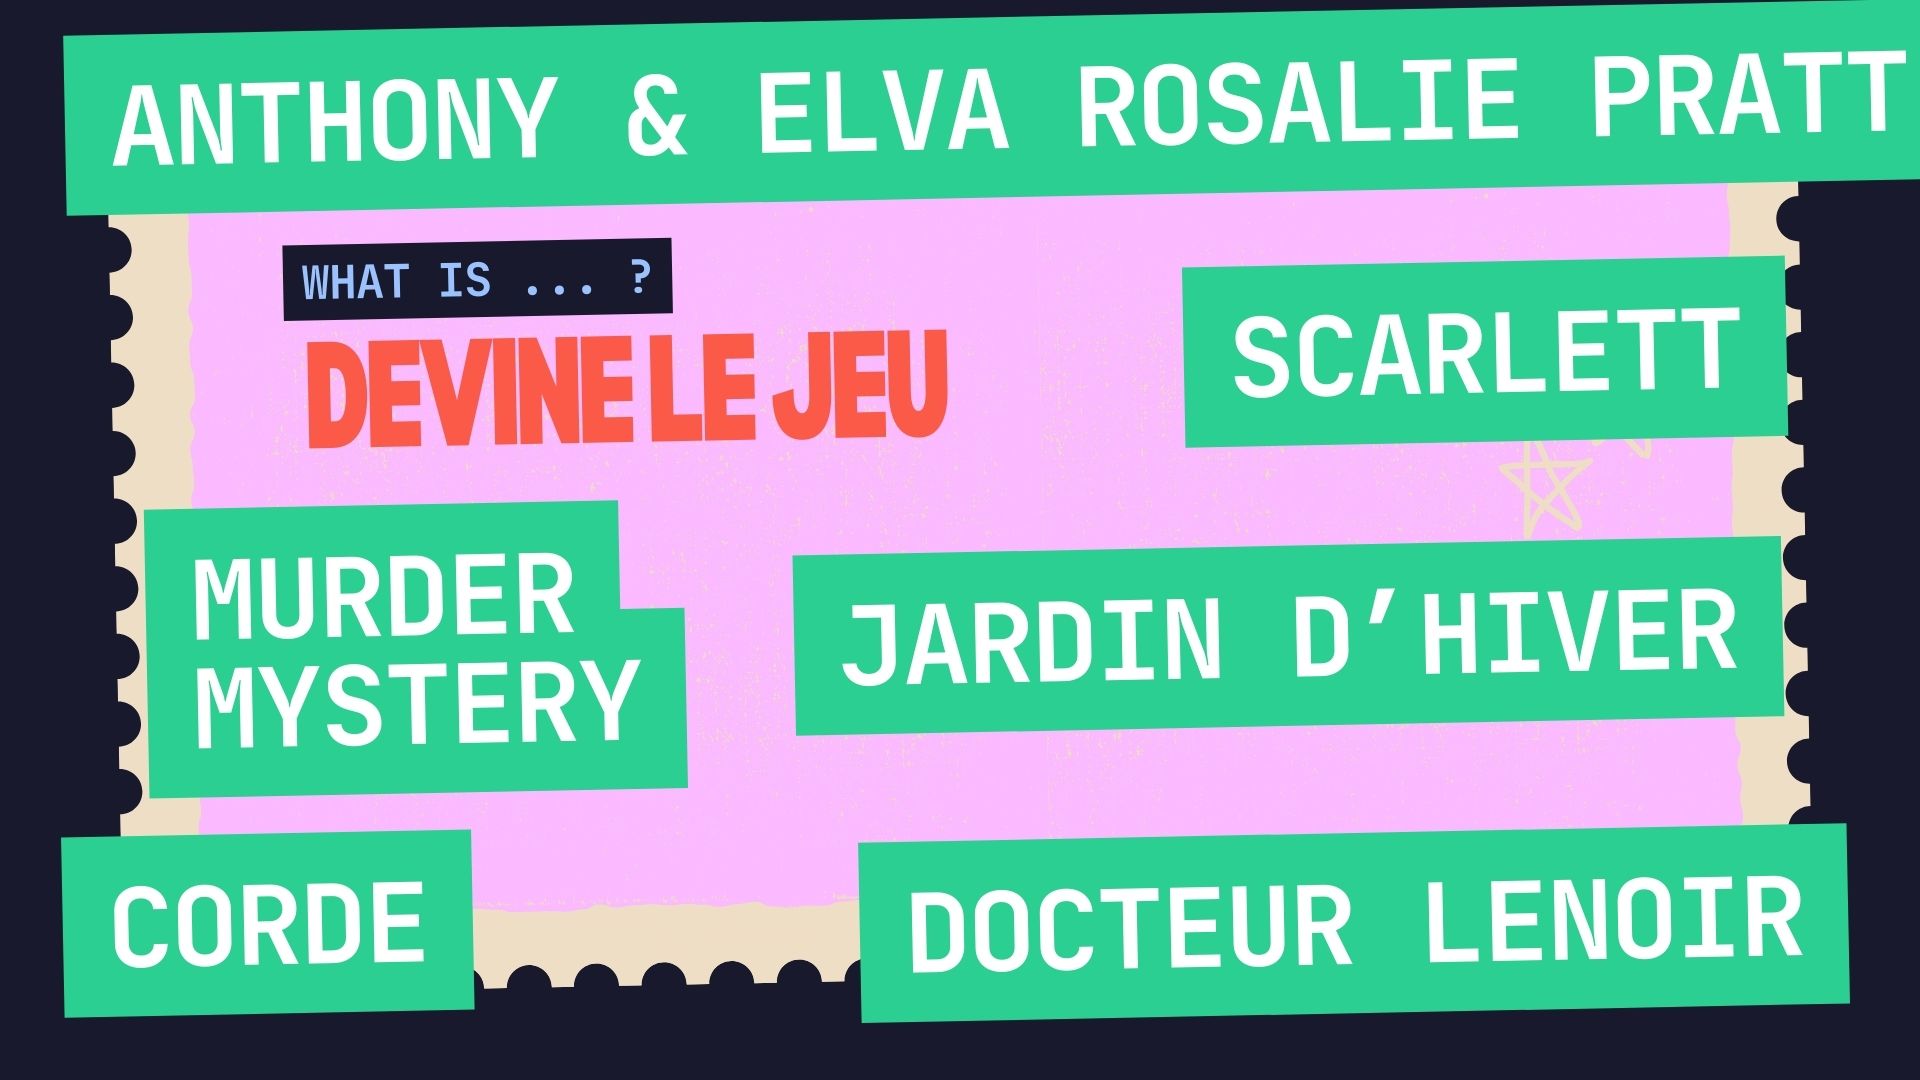 ANTHONY & ELVA ROSALIE PRATT
WHAT IS ... ?
DEVINE LE JEU
SCARLETT
MURDER
MYSTERY
JARDIN D’HIVER
CORDE
DOCTEUR LENOIR